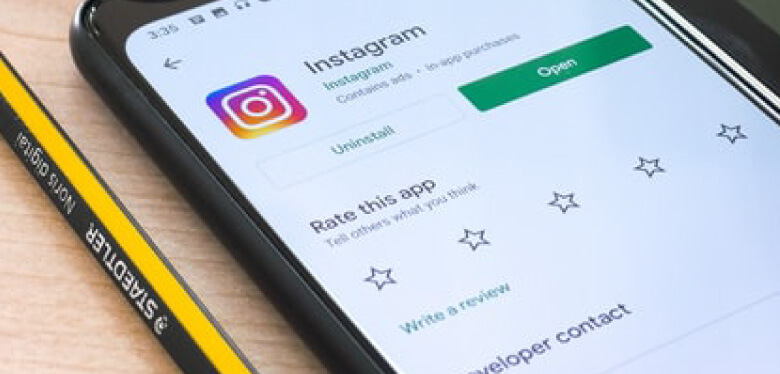 3:35
Instagram
Instagram
Contains ads • In-app purchases
Uninstall
Open
Rate this app
Tell others what you think
Write a review
veloper contact
STAEDTLER
Noris digital